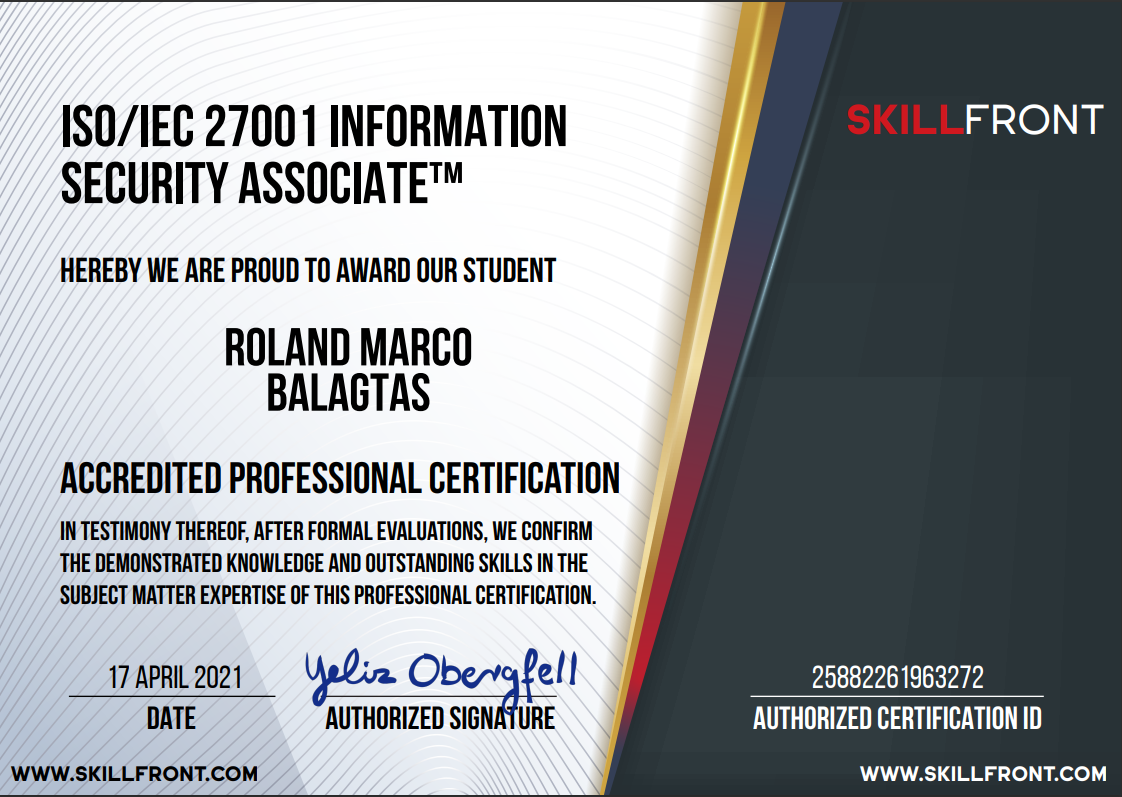 ISO/IEC 27001 INFORMATION
SECURITY ASSOCIATE™
SKILLFRONT
HEREBY WE ARE PROUD TO AWARD OUR STUDENT
ROLAND MARCO
BALAGTAS
ACCREDITED PROFESSIONAL CERTIFICATION
IN TESTIMONY THEREOF, AFTER FORMAL EVALUATIONS, WE CONFIRM
THE DEMONSTRATED KNOWLEDGE AND OUTSTANDING SKILLS IN THE
SUBJECT MATTER EXPERTISE OF THIS PROFESSIONAL CERTIFICATION.
17 APRIL 2021
DATE
Yeliz Obergfell
AUTHORIZED SIGNATURE
25882261963272
AUTHORIZED CERTIFICATION ID
WWW.SKILLFRONT.COM
WWW.SKILLFRONT.COM